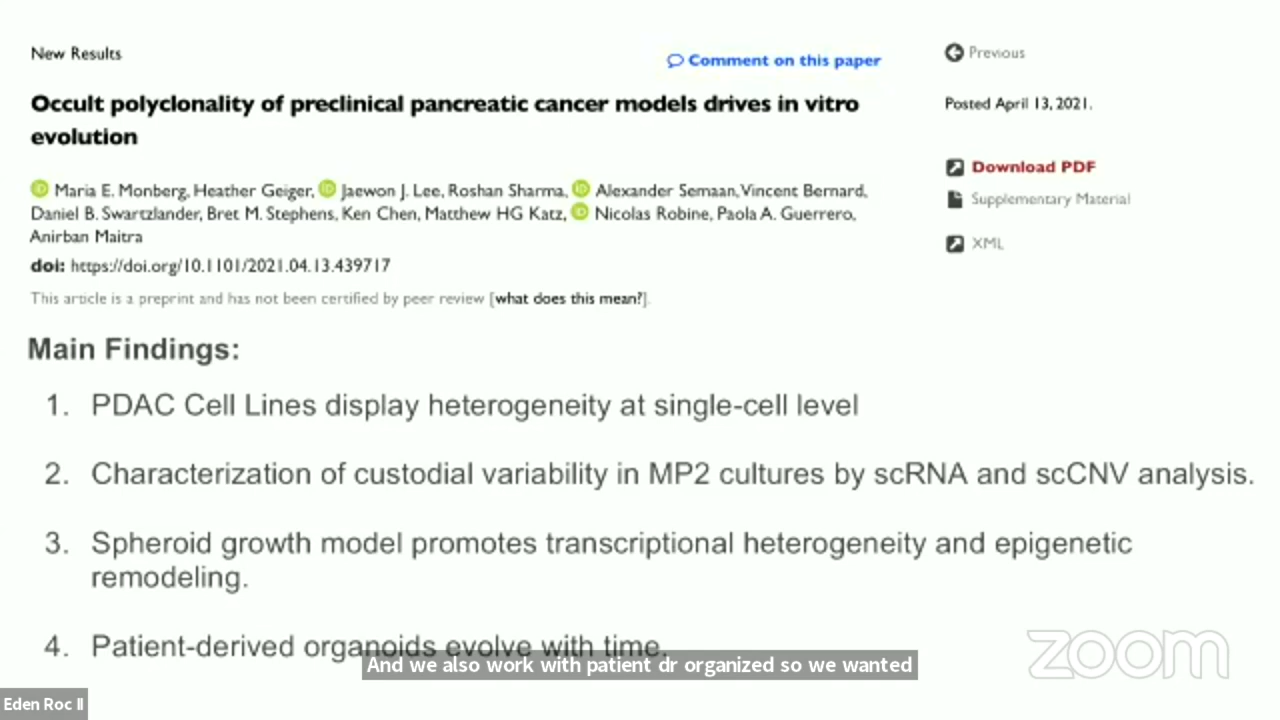 New Results
Comment on this paper
Previous
Occult polyclonality of preclinical pancreatic cancer models drives in vitro
evolution
Posted April 13, 2021.
Download PDF
Supplementary Material
XML
Maria E. Monberg, Heather Geiger, Jaewon J. Lee, Roshan Sharma, Alexander Semaan, Vincent Bernard,
Daniel B. Swartzlander, Bret M. Stephens, Ken Chen, Matthew HG Katz, Nicolas Robine, Paola A. Guerrero,
Anirban Maitra
doi: https://doi.org/10.1101/2021.04.13.439717
This article is a preprint and has not been certified by peer review [what does this mean?].
Main Findings:
1. PDAC Cell Lines display heterogeneity at single-cell level
2. Characterization of custodial variability in MP2 cultures by scRNA and scCNV analysis.
3. Spheroid growth model promotes transcriptional heterogeneity and epigenetic
remodeling.
4. Patient-derived organoids evolve with time.
And we also work with patient dr organized so we wanted
zoom
Eden Roc II